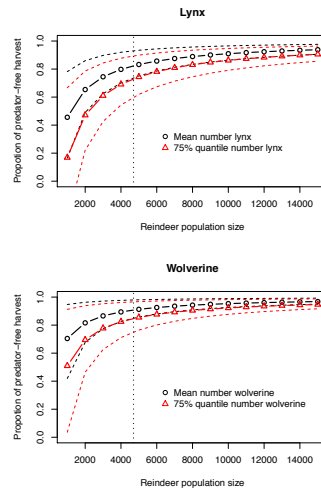 Lynx
Propotion of predator−free harvest
1.0
0.8
0.6
0.4
0.2
0.0
Mean number lynx
75% quantile number lynx
2000 4000 6000 8000 10000 12000 14000
Reindeer population size
Wolverine
Propotion of predator−free harvest
1.0
0.8
0.6
0.4
0.2
0.0
Mean number wolverine
75% quantile number wolverine
2000 4000 6000 8000 10000 12000 14000
Reindeer population size